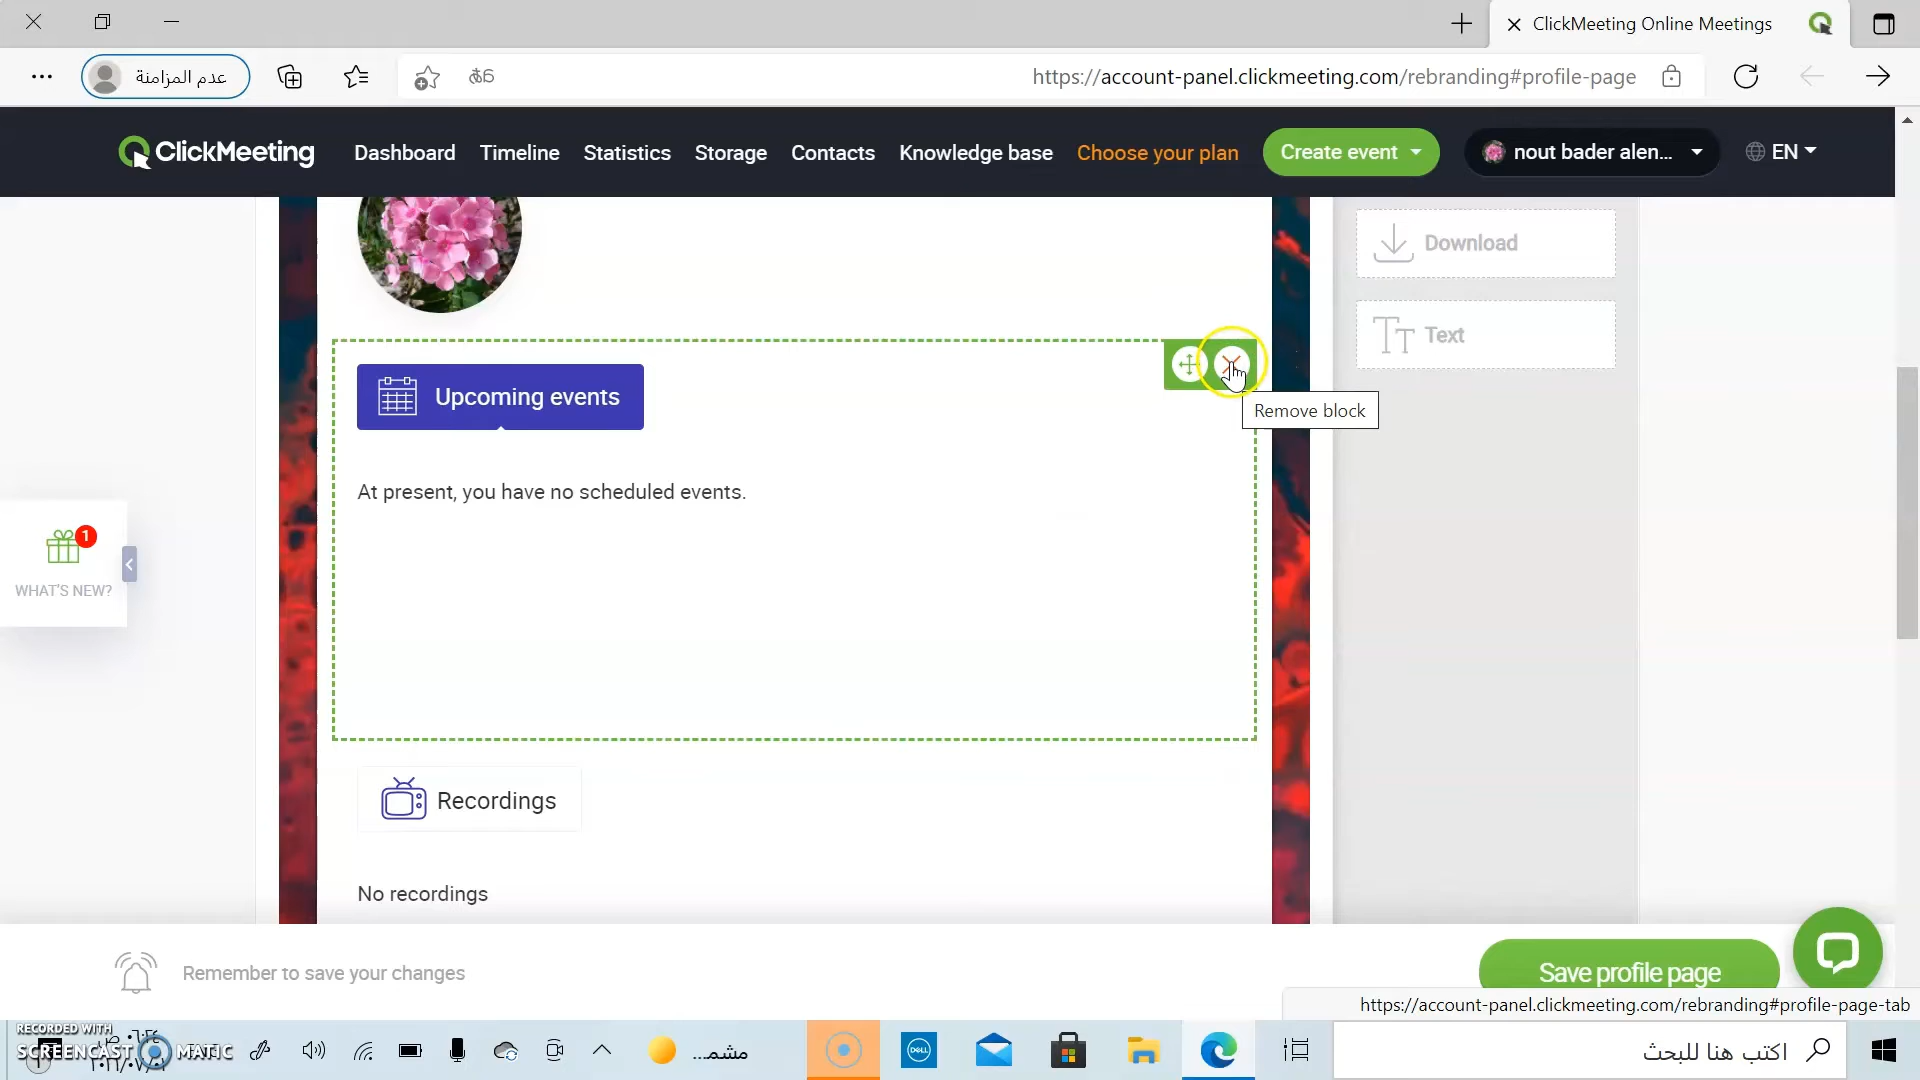 ClickMeeting Online Meetings
عدم المزامنة
https://account-panel.clickmeeting.com/rebranding#profile-page
ClickMeeting
Dashboard
Timeline
Statistics
Storage
Contacts
Knowledge base
Choose your plan
Create event
nout bader alen...
EN
Download
Text
Upcoming events
Remove block
At present, you have no scheduled events.
1
WHAT'S NEW?
Recordings
No recordings
Remember to save your changes
Save profile page
https://account-panel.clickmeeting.com/rebranding#profile-page-tab
RECORDED WITH
SCREENCAST MATIC
مشمـ...
DELL
اكتب هنا للبحث